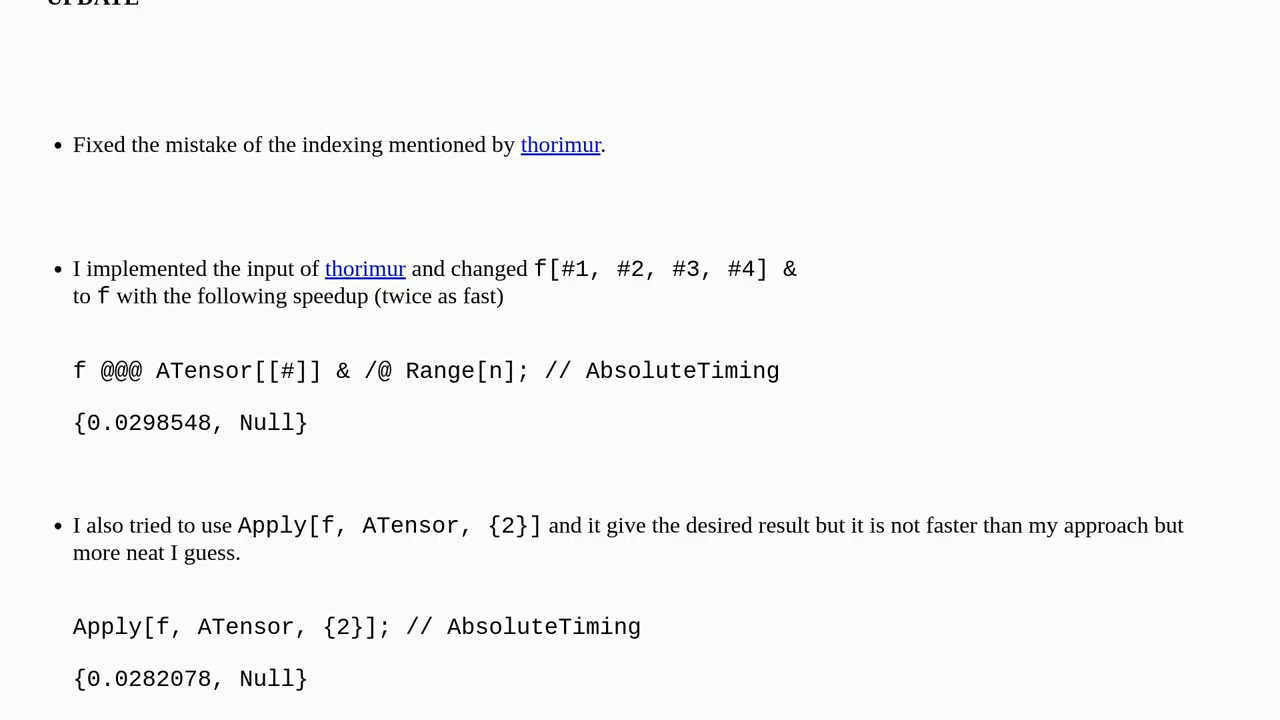 UPDATE
Fixed the mistake of the indexing mentioned by thorimur.
I implemented the input of thorimur and changed f[#1, #2, #3, #4] &
to f with the following speedup (twice as fast)
f @@@ ATensor[[#]] & /@ Range[n]; // AbsoluteTiming
{0.0298548, Null}
I also tried to use Apply[f, ATensor, {2}] and it give the desired result but it is not faster than my approach but
more neat I guess.
Apply[f, ATensor, {2}]; // AbsoluteTiming
{0.0282078, Null}